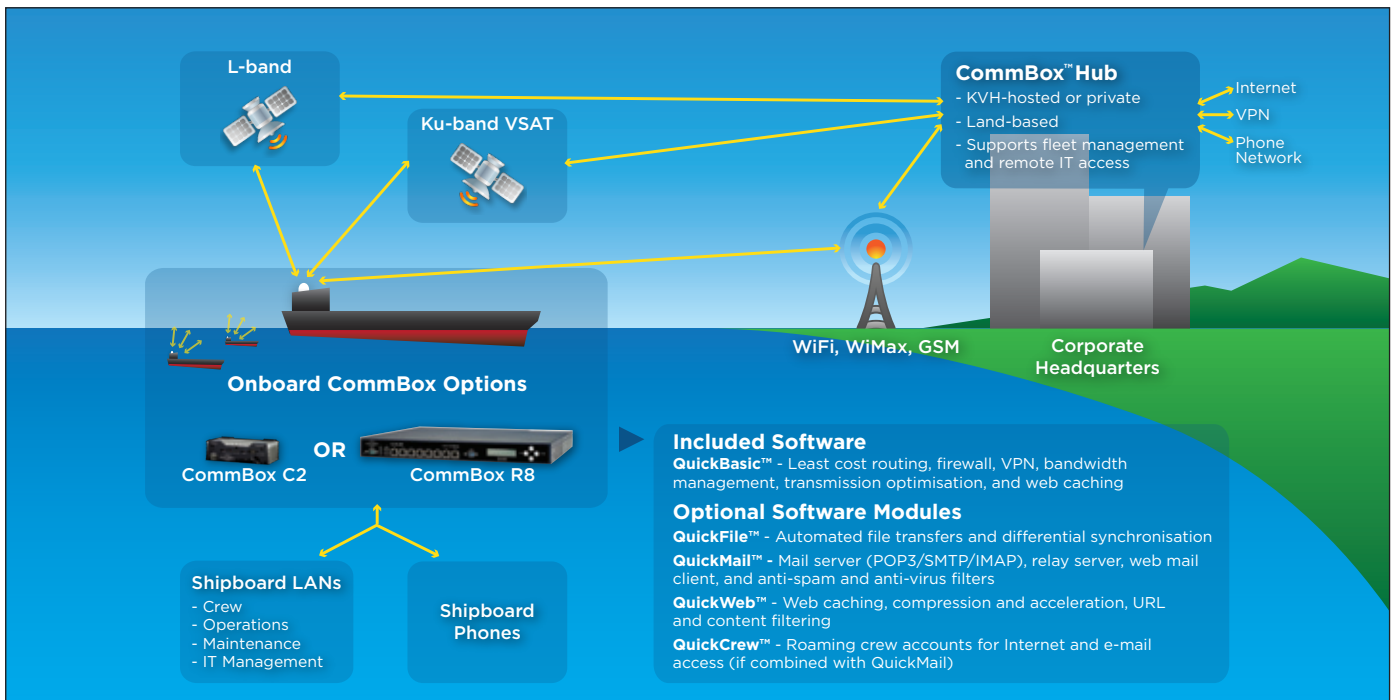 L-band
Ku-band VSAT
CommBox™Hub
- KVH-hosted or private
- Land-based
- Supports fleet management
and remote IT access
Internet
VPN
Phone
Network
WiFi, WiMax, GSM
Corporate
Headquarters
Onboard CommBox Options
OR
CommBox C2
CommBox R8
Shipboard LANs
- Crew
- Operations
- Maintenance
- IT Management
Shipboard
Phones
Included Software
QuickBasic™ - Least cost routing, firewall, VPN, bandwidth
management, transmission optimisation, and web caching
Optional Software Modules
QuickFile™ - Automated file transfers and differential synchronisation
QuickMail™ - Mail server (POP3/SMTP/IMAP), relay server, web mail
client, and anti-spam and anti-virus filters
QuickWeb™ - Web caching, compression and acceleration, URL
and content filtering
QuickCrew™ - Roaming crew accounts for Internet and e-mail
access (if combined with QuickMail)